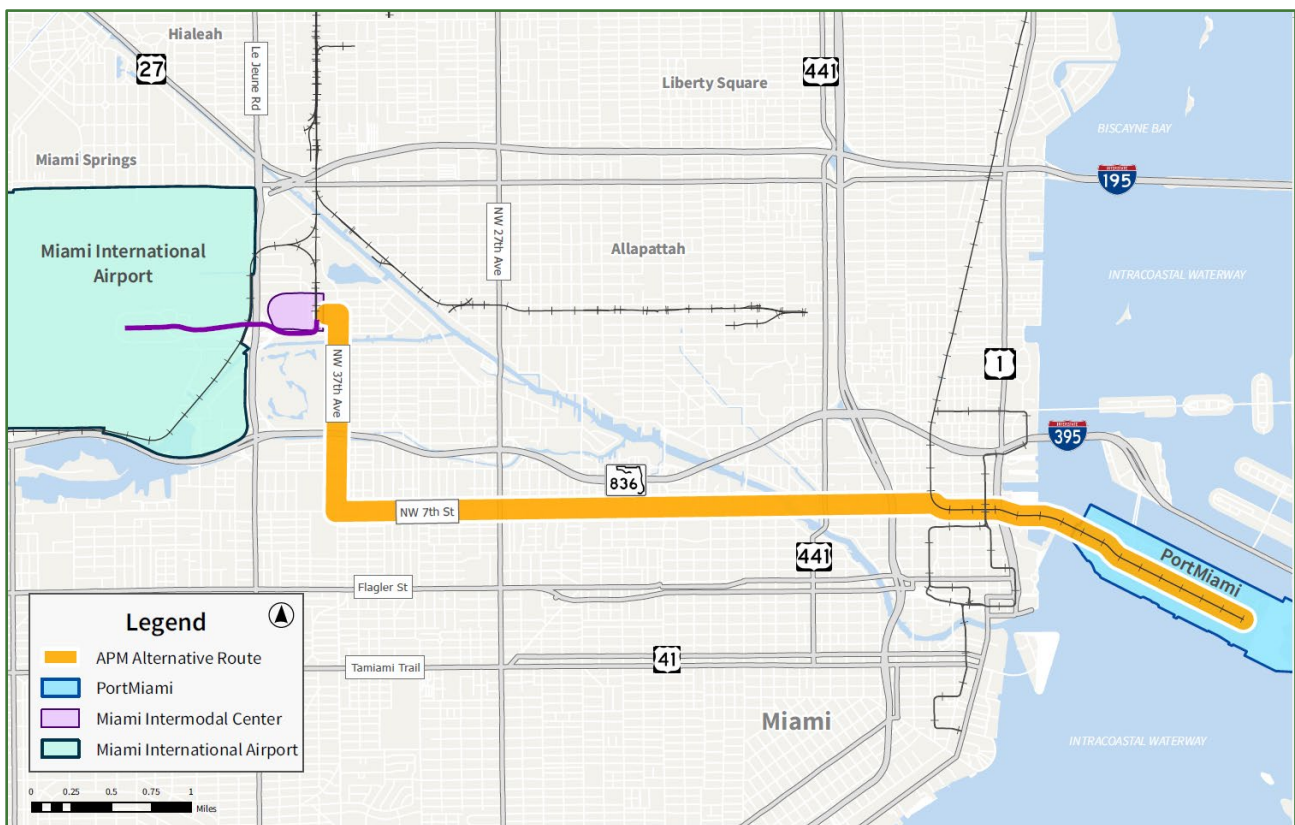 Hialeah
27
Le Jeune Rd
Liberty Square
441
BISCAYNE BAY
Miami Springs
INTERSTATE
195
Miami International
Airport
NW 27th Ave
Allapattah
INTRACOASTAL WATERWAY
NW 37th Ave
1
INTERSTATE
395
836
NW 7th St
441
PortMiami
Flagler St
Tamiami Trail
41
Miami
INTRACOASTAL WATERWAY
Legend
APM Alternative Route
PortMiami
Miami Intermodal Center
Miami International Airport
0 0.25 0.5 0.75 1
Miles